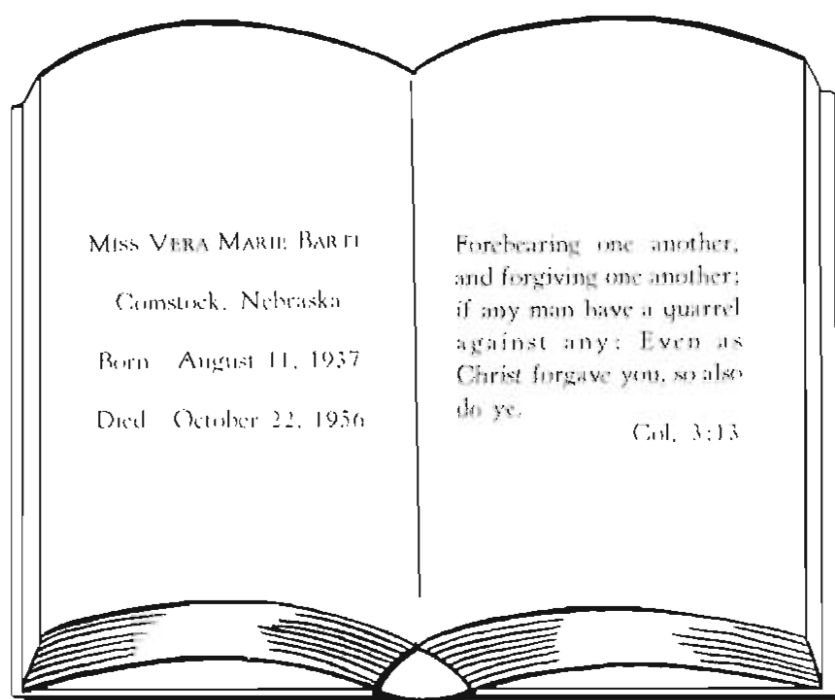 Miss Vera Marie
Comstock, Nebraska
Born August 11, 1937
Died October 22, 1956
Forebearing one another,
and forgiving one another;
if any man have a quarrel
against any: Even as
Christ forgave you, so also
do ye.
Col. 3:13